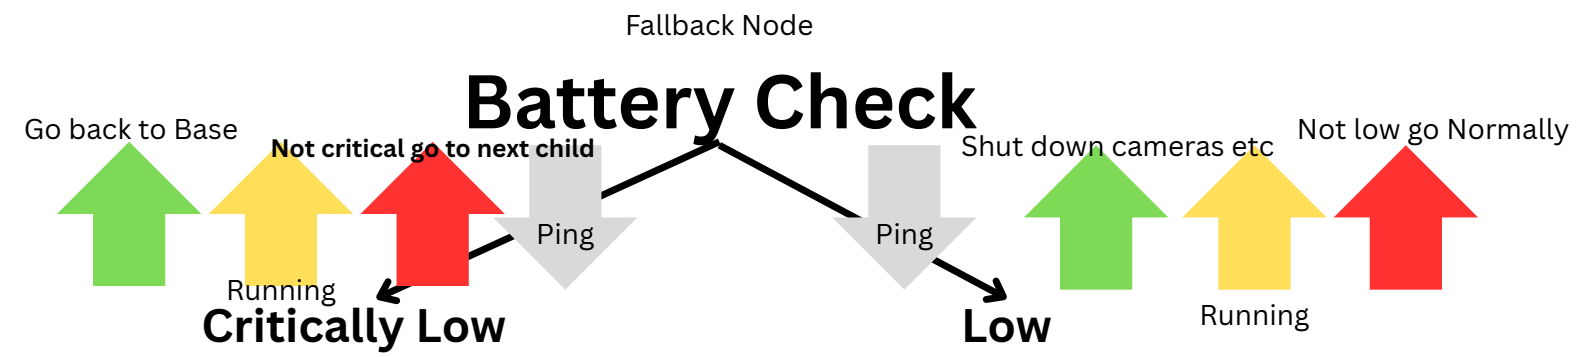 Fallback Node
Battery Check
Go back to Base
Not critical go to next child
Shut down cameras etc
Not low go Normally
Ping
Ping
Running
Running
Critically Low
Low